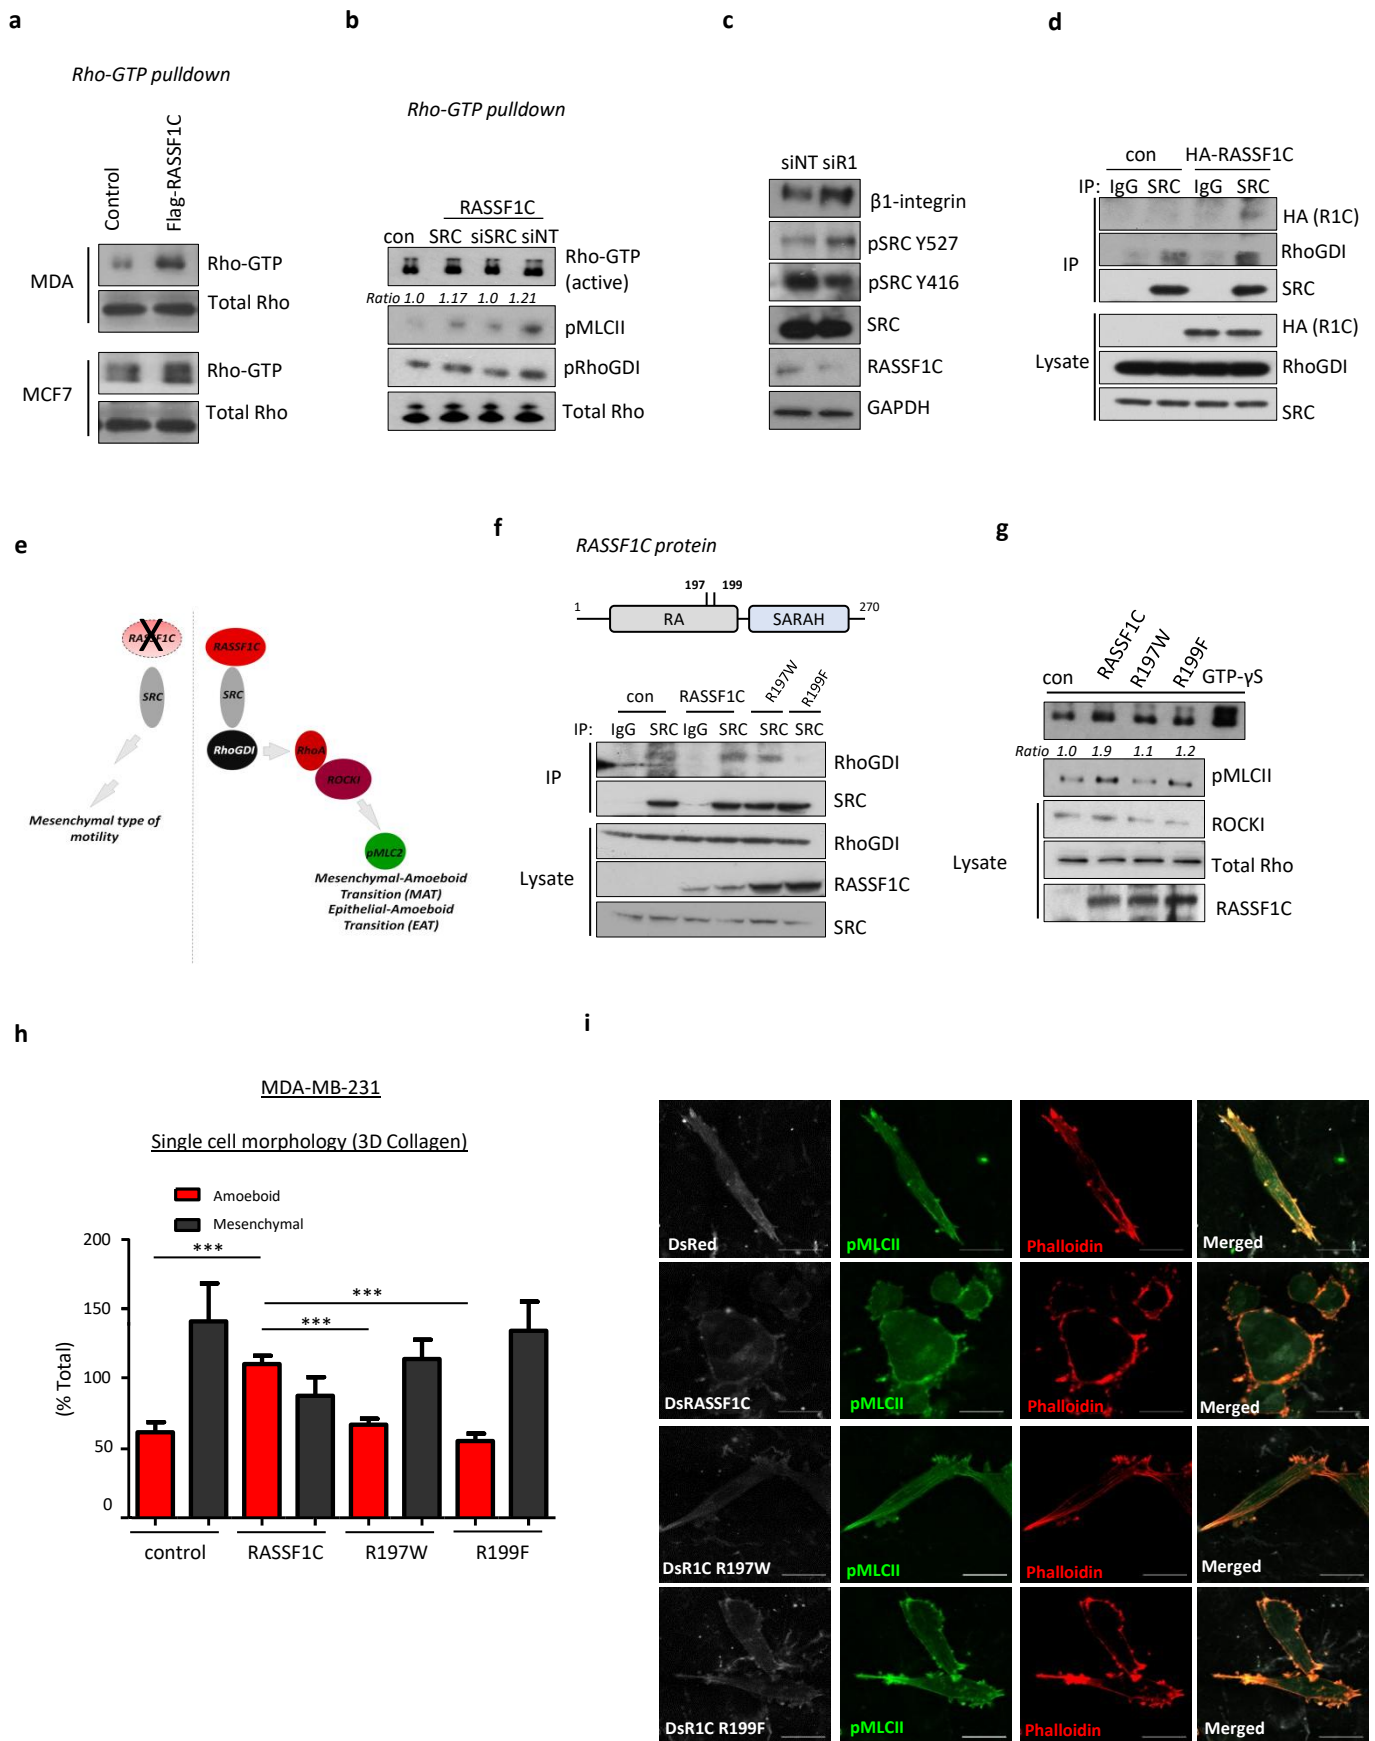 a
Rho-GTP pulldown
Control
Flag-RASSF1C
MDA
Rho-GTP
Total Rho
MCF7
Rho-GTP
Total Rho
b
Rho-GTP pulldown
RASSF1C
con SRC siSRC siNT
Rho-GTP
(active)
Ratio 1.0 1.17 1.0 1.21
pMLCII
pRhoGDI
Total Rho
c
siNT siR1
β1-integrin
pSRC Y527
pSRC Y416
SRC
RASSF1C
GAPDH
d
con HA-RASSF1C
IP: IgG SRC IgG SRC
IP
HA (R1C)
RhoGDI
SRC
Lysate
HA (R1C)
RhoGDI
SRC
e
RASSF1C
X
SRC
Mesenchymal type of
motility
RASSF1C
SRC
RhoGDI
RhoA
ROCKI
pMLC2
Mesenchymal-Amoeboid
Transition (MAT)
Epithelial-Amoeboid
Transition (EAT)
f
RASSF1C protein
197 199
1 RA SARAH 270
con RASSF1C R197W R199F
IP: IgG SRC IgG SRC SRC SRC
IP
RhoGDI
SRC
Lysate
RhoGDI
RASSF1C
SRC
g
con RASSF1C R197W R199F GTP-γS
Ratio 1.0 1.9 1.1 1.2
pMLCII
Lysate
ROCKI
Total Rho
RASSF1C
h
MDA-MB-231
Single cell morphology (3D Collagen)
Amoeboid
Mesenchymal
(% Total)
200
150
100
50
0
***
***
***
control RASSF1C R197W R199F
i
DsRed pMLCII Phalloidin Merged
DsRASSF1C pMLCII Phalloidin Merged
DsR1C R197W pMLCII Phalloidin Merged
DsR1C R199F pMLCII Phalloidin Merged